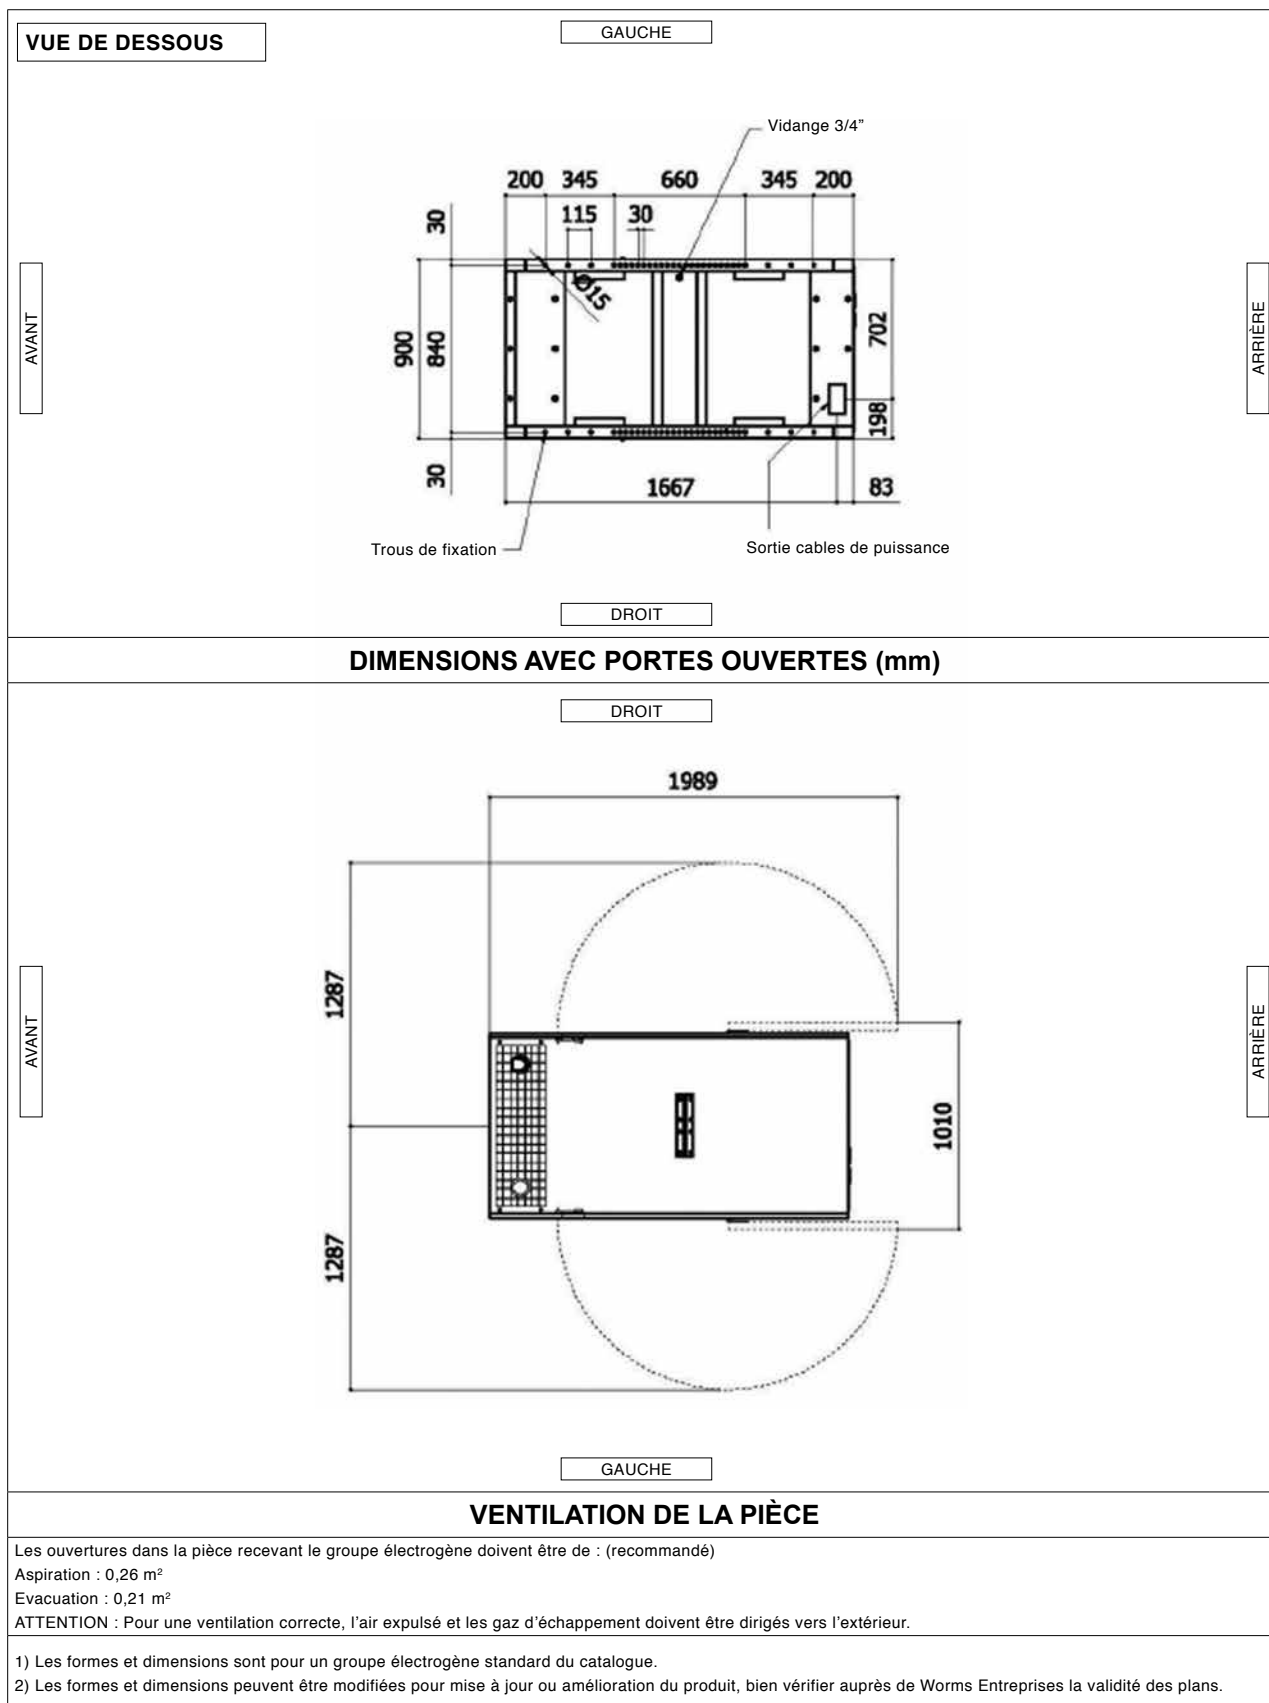 VUE DE DESSOUS
GAUCHE
Vidange 3/4”
200 345 660 345 200
115 30
30
Ø15
AVANT
900
840
702
198
ARRIÈRE
30
1667 83
Trous de fixation
Sortie cables de puissance
DROIT
DIMENSIONS AVEC PORTES OUVERTES (mm)
DROIT
1989
1287
AVANT
ARRIÈRE
1010
1287
GAUCHE
VENTILATION DE LA PIÈCE
Les ouvertures dans la pièce recevant le groupe électrogène doivent être de : (recommandé)
Aspiration : 0,26 m²
Evacuation : 0,21 m²
ATTENTION : Pour une ventilation correcte, l’air expulsé et les gaz d’échappement doivent être dirigés vers l’extérieur.
1) Les formes et dimensions sont pour un groupe électrogène standard du catalogue.
2) Les formes et dimensions peuvent être modifiées pour mise à jour ou amélioration du produit, bien vérifier auprès de Worms Entreprises la validité des plans.